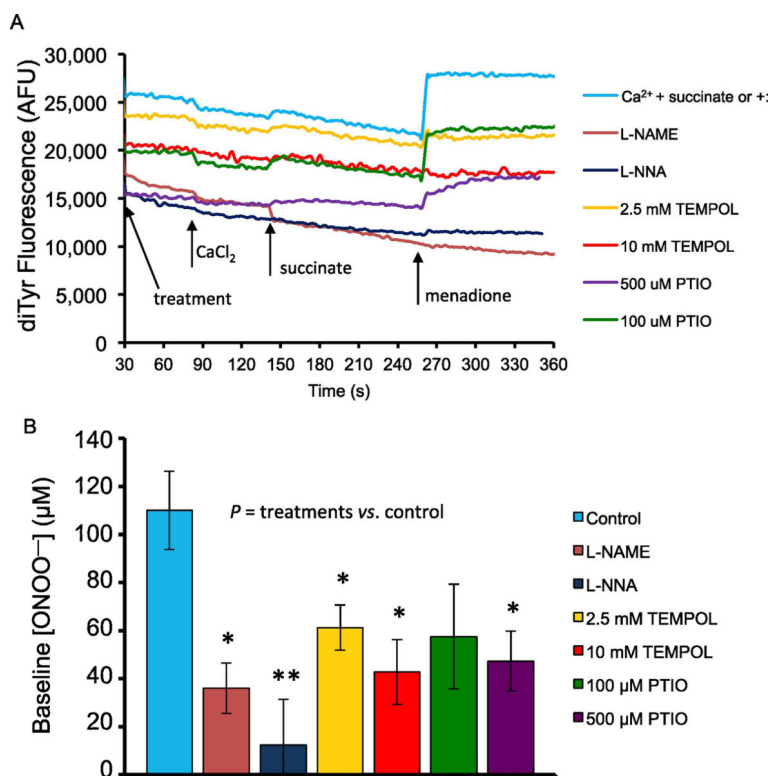 A
diTyr Fluorescence (AFU)
30,000
25,000
20,000
15,000
10,000
5,000
0
treatment
CaCl₂
succinate
menadione
30 60 90 120 150 180 210 240 270 300 330 360
Time (s)
Ca²⁺ + succinate or +:
L-NAME
L-NNA
2.5 mM TEMPOL
10 mM TEMPOL
500 uM PTIO
100 uM PTIO
B
Baseline [ONOO—] (µM)
140
120
100
80
60
40
20
0
P = treatments vs. control
*
**
*
*
*
Control
L-NAME
L-NNA
2.5 mM TEMPOL
10 mM TEMPOL
100 µM PTIO
500 µM PTIO